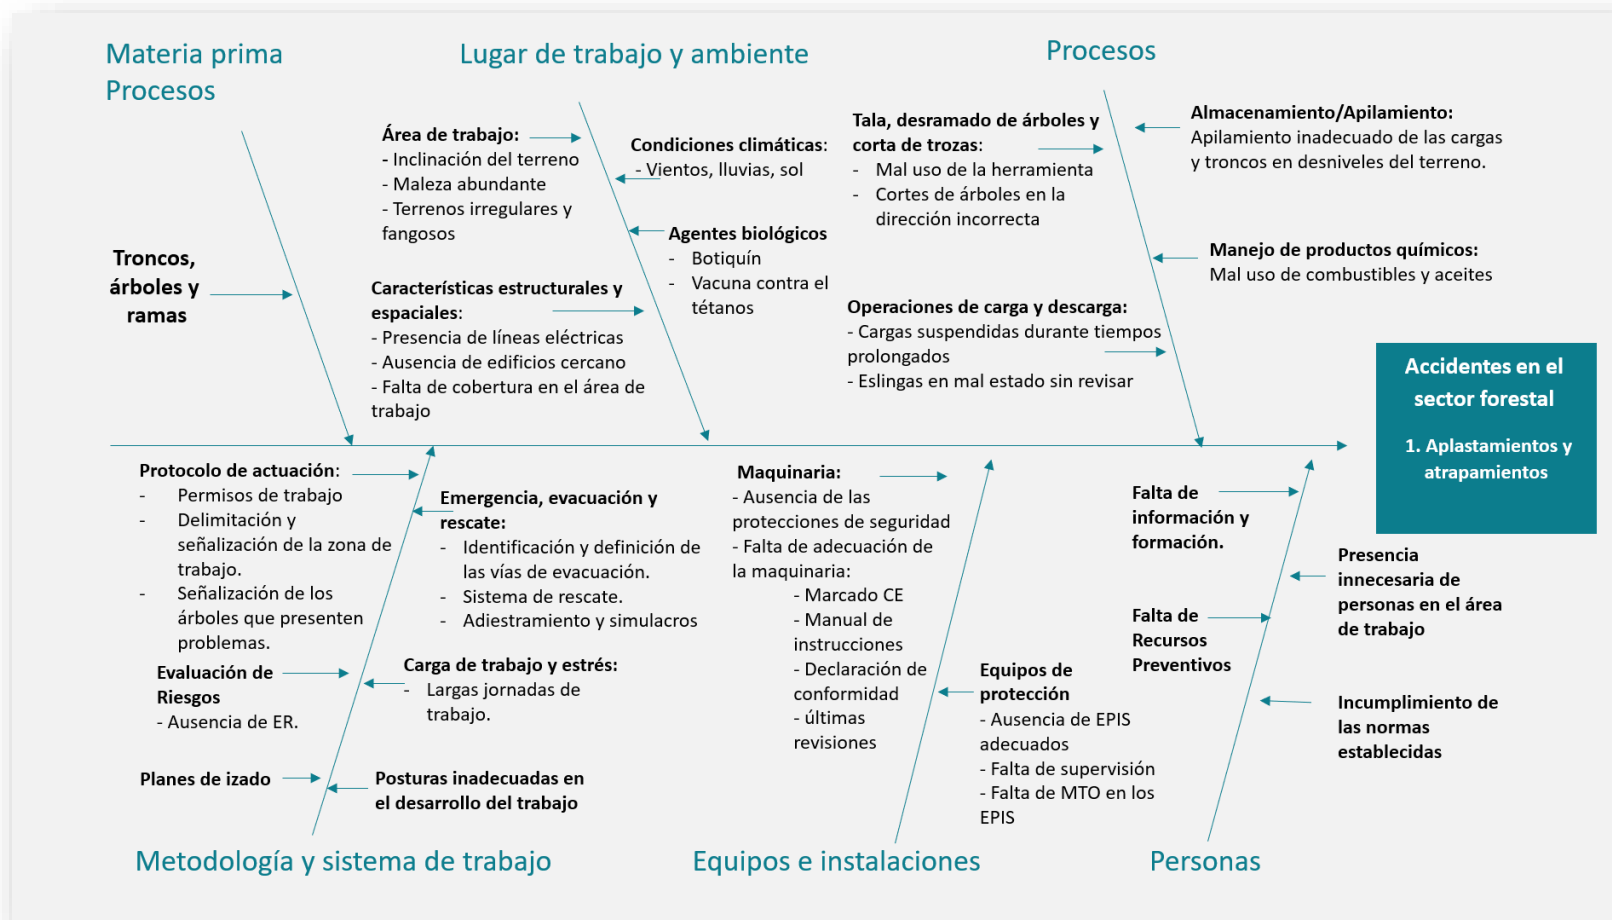 Materia prima
Procesos
Lugar de trabajo y ambiente
Procesos
Troncos,
árboles y
ramas
Área de trabajo:
- Inclinación del terreno
- Maleza abundante
- Terrenos irregulares y
fangosos
Características estructurales y
espaciales:
- Presencia de líneas eléctricas
- Ausencia de edificios cercano
- Falta de cobertura en el área de
trabajo
Condiciones climáticas:
- Vientos, lluvias, sol
Agentes biológicos
- Botiquín
- Vacuna contra el
tétanos
Tala, desramado de árboles y
corta de trozas:
- Mal uso de la herramienta
- Cortes de árboles en la
dirección incorrecta
Operaciones de carga y descarga:
- Cargas suspendidas durante tiempos
prolongados
- Eslingas en mal estado sin revisar
Almacenamiento/Apilamiento:
Apilamiento inadecuado de las cargas
y troncos en desniveles del terreno.
Manejo de productos químicos:
Mal uso de combustibles y aceites
Accidentes en el
sector forestal
1. Aplastamientos y
atrapamientos
Protocolo de actuación:
- Permisos de trabajo
- Delimitación y
señalización de la zona de
trabajo.
- Señalización de los
árboles que presenten
problemas.
Evaluación de
Riesgos
- Ausencia de ER.
Planes de izado
Emergencia, evacuación y
rescate:
- Identificación y definición de
las vías de evacuación.
- Sistema de rescate.
- Adiestramiento y simulacros
Carga de trabajo y estrés:
- Largas jornadas de
trabajo.
Posturas inadecuadas en
el desarrollo del trabajo
Maquinaria:
- Ausencia de las
protecciones de seguridad
- Falta de adecuación de
la maquinaria:
- Marcado CE
- Manual de
instrucciones
- Declaración de
conformidad
- últimas
revisiones
Equipos de
protección
- Ausencia de EPIS
adecuados
- Falta de supervisión
- Falta de MTO en los
EPIS
Falta de
información y
formación.
Falta de
Recursos
Preventivos
Presencia
innecesaria de
personas en el área
de trabajo
Incumplimiento de
las normas
establecidas
Metodología y sistema de trabajo
Equipos e instalaciones
Personas